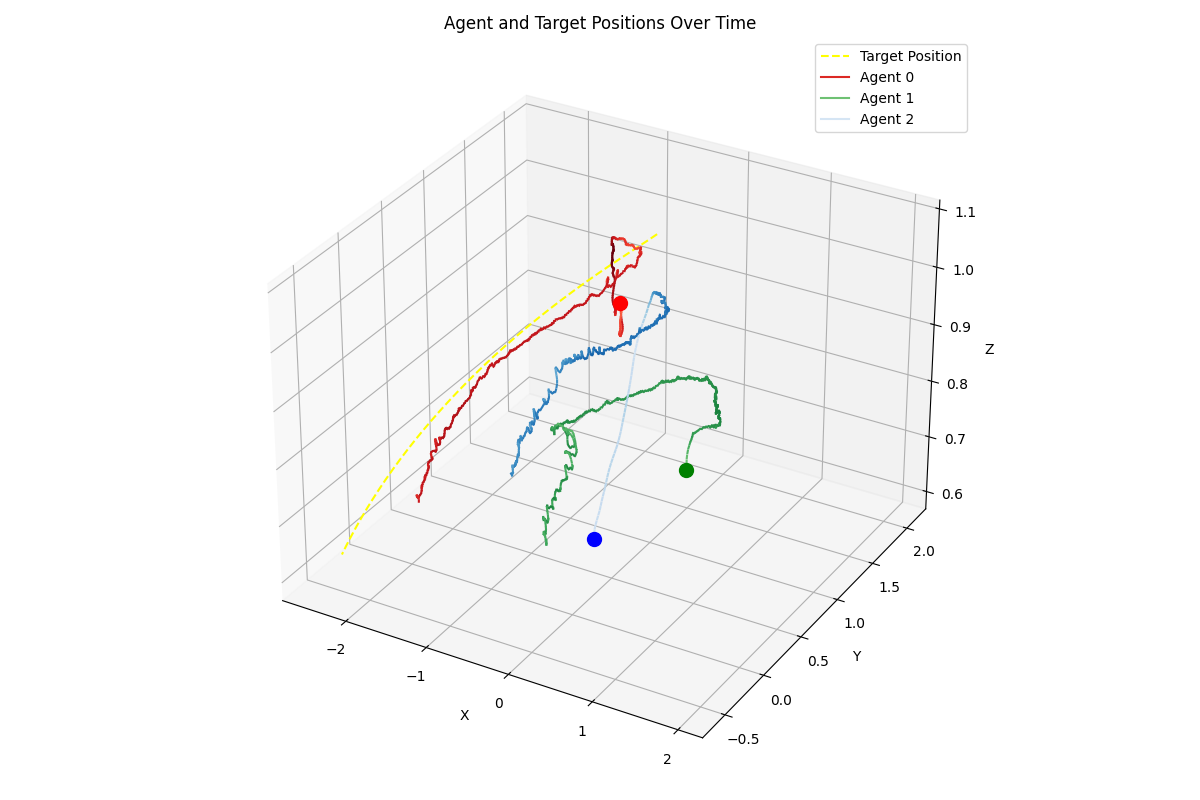 Agent and Target Positions Over Time
Target Position
Agent 0
Agent 1
Agent 2
1.1
1.0
0.9
0.8
0.7
0.6
Z
2.0
1.5
1.0
0.5
0.0
−0.5
Y
−2
−1
0
1
2
X